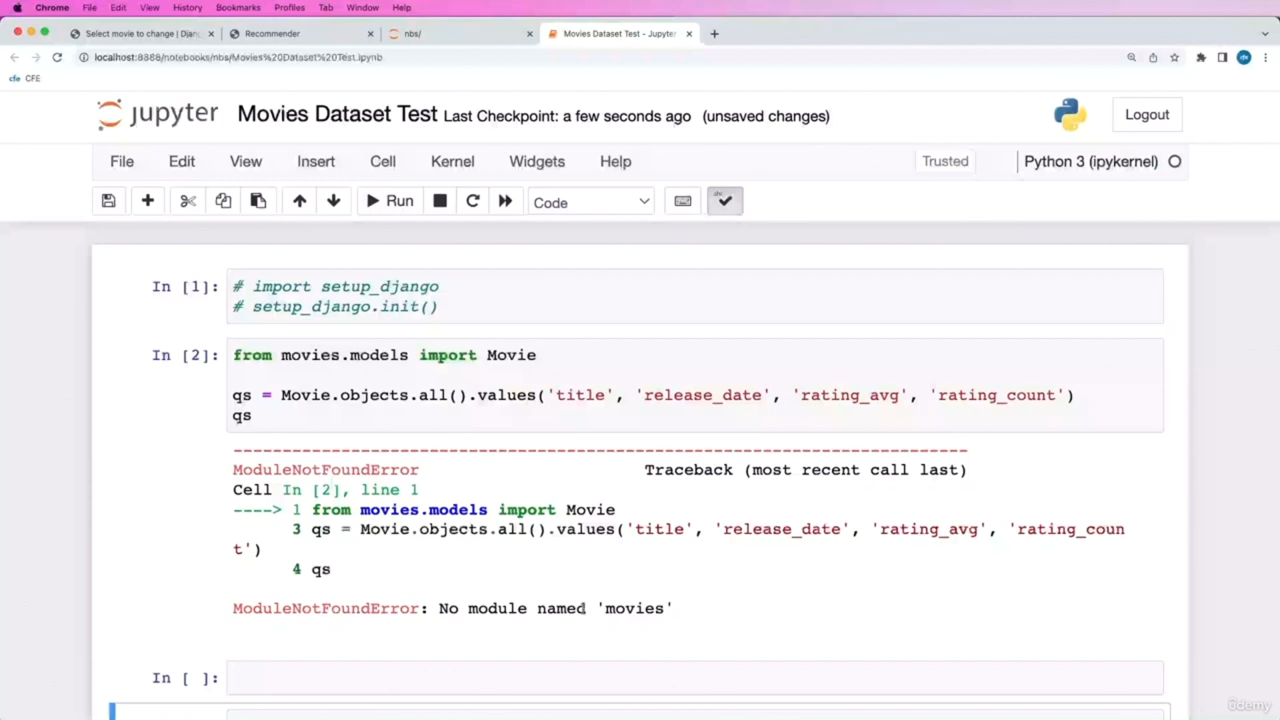 Chrome File Edit View History Bookmarks Profiles Tab Window Help
Select movie to change | Djan
Recommender
nbs/
Movies Dataset Test - Jupyter
localhost:8888/notebooks/nbs/Movies%20Dataset%20Test.ipynb
cfe CFE
jupyter Movies Dataset Test Last Checkpoint: a few seconds ago (unsaved changes)
Logout
File Edit View Insert Cell Kernel Widgets Help
Trusted
Python 3 (ipykernel)
Run
Code
In [1]: # import setup_django
# setup_django.init()
In [2]: from movies.models import Movie
qs = Movie.objects.all().values('title', 'release_date', 'rating_avg', 'rating_count')
qs
---------------------------------------------------------------------------
ModuleNotFoundError Traceback (most recent call last)
Cell In [2], line 1
----> 1 from movies.models import Movie
3 qs = Movie.objects.all().values('title', 'release_date', 'rating_avg', 'rating_coun
t')
4 qs
ModuleNotFoundError: No module named 'movies'
In [ ]:
ûdemy